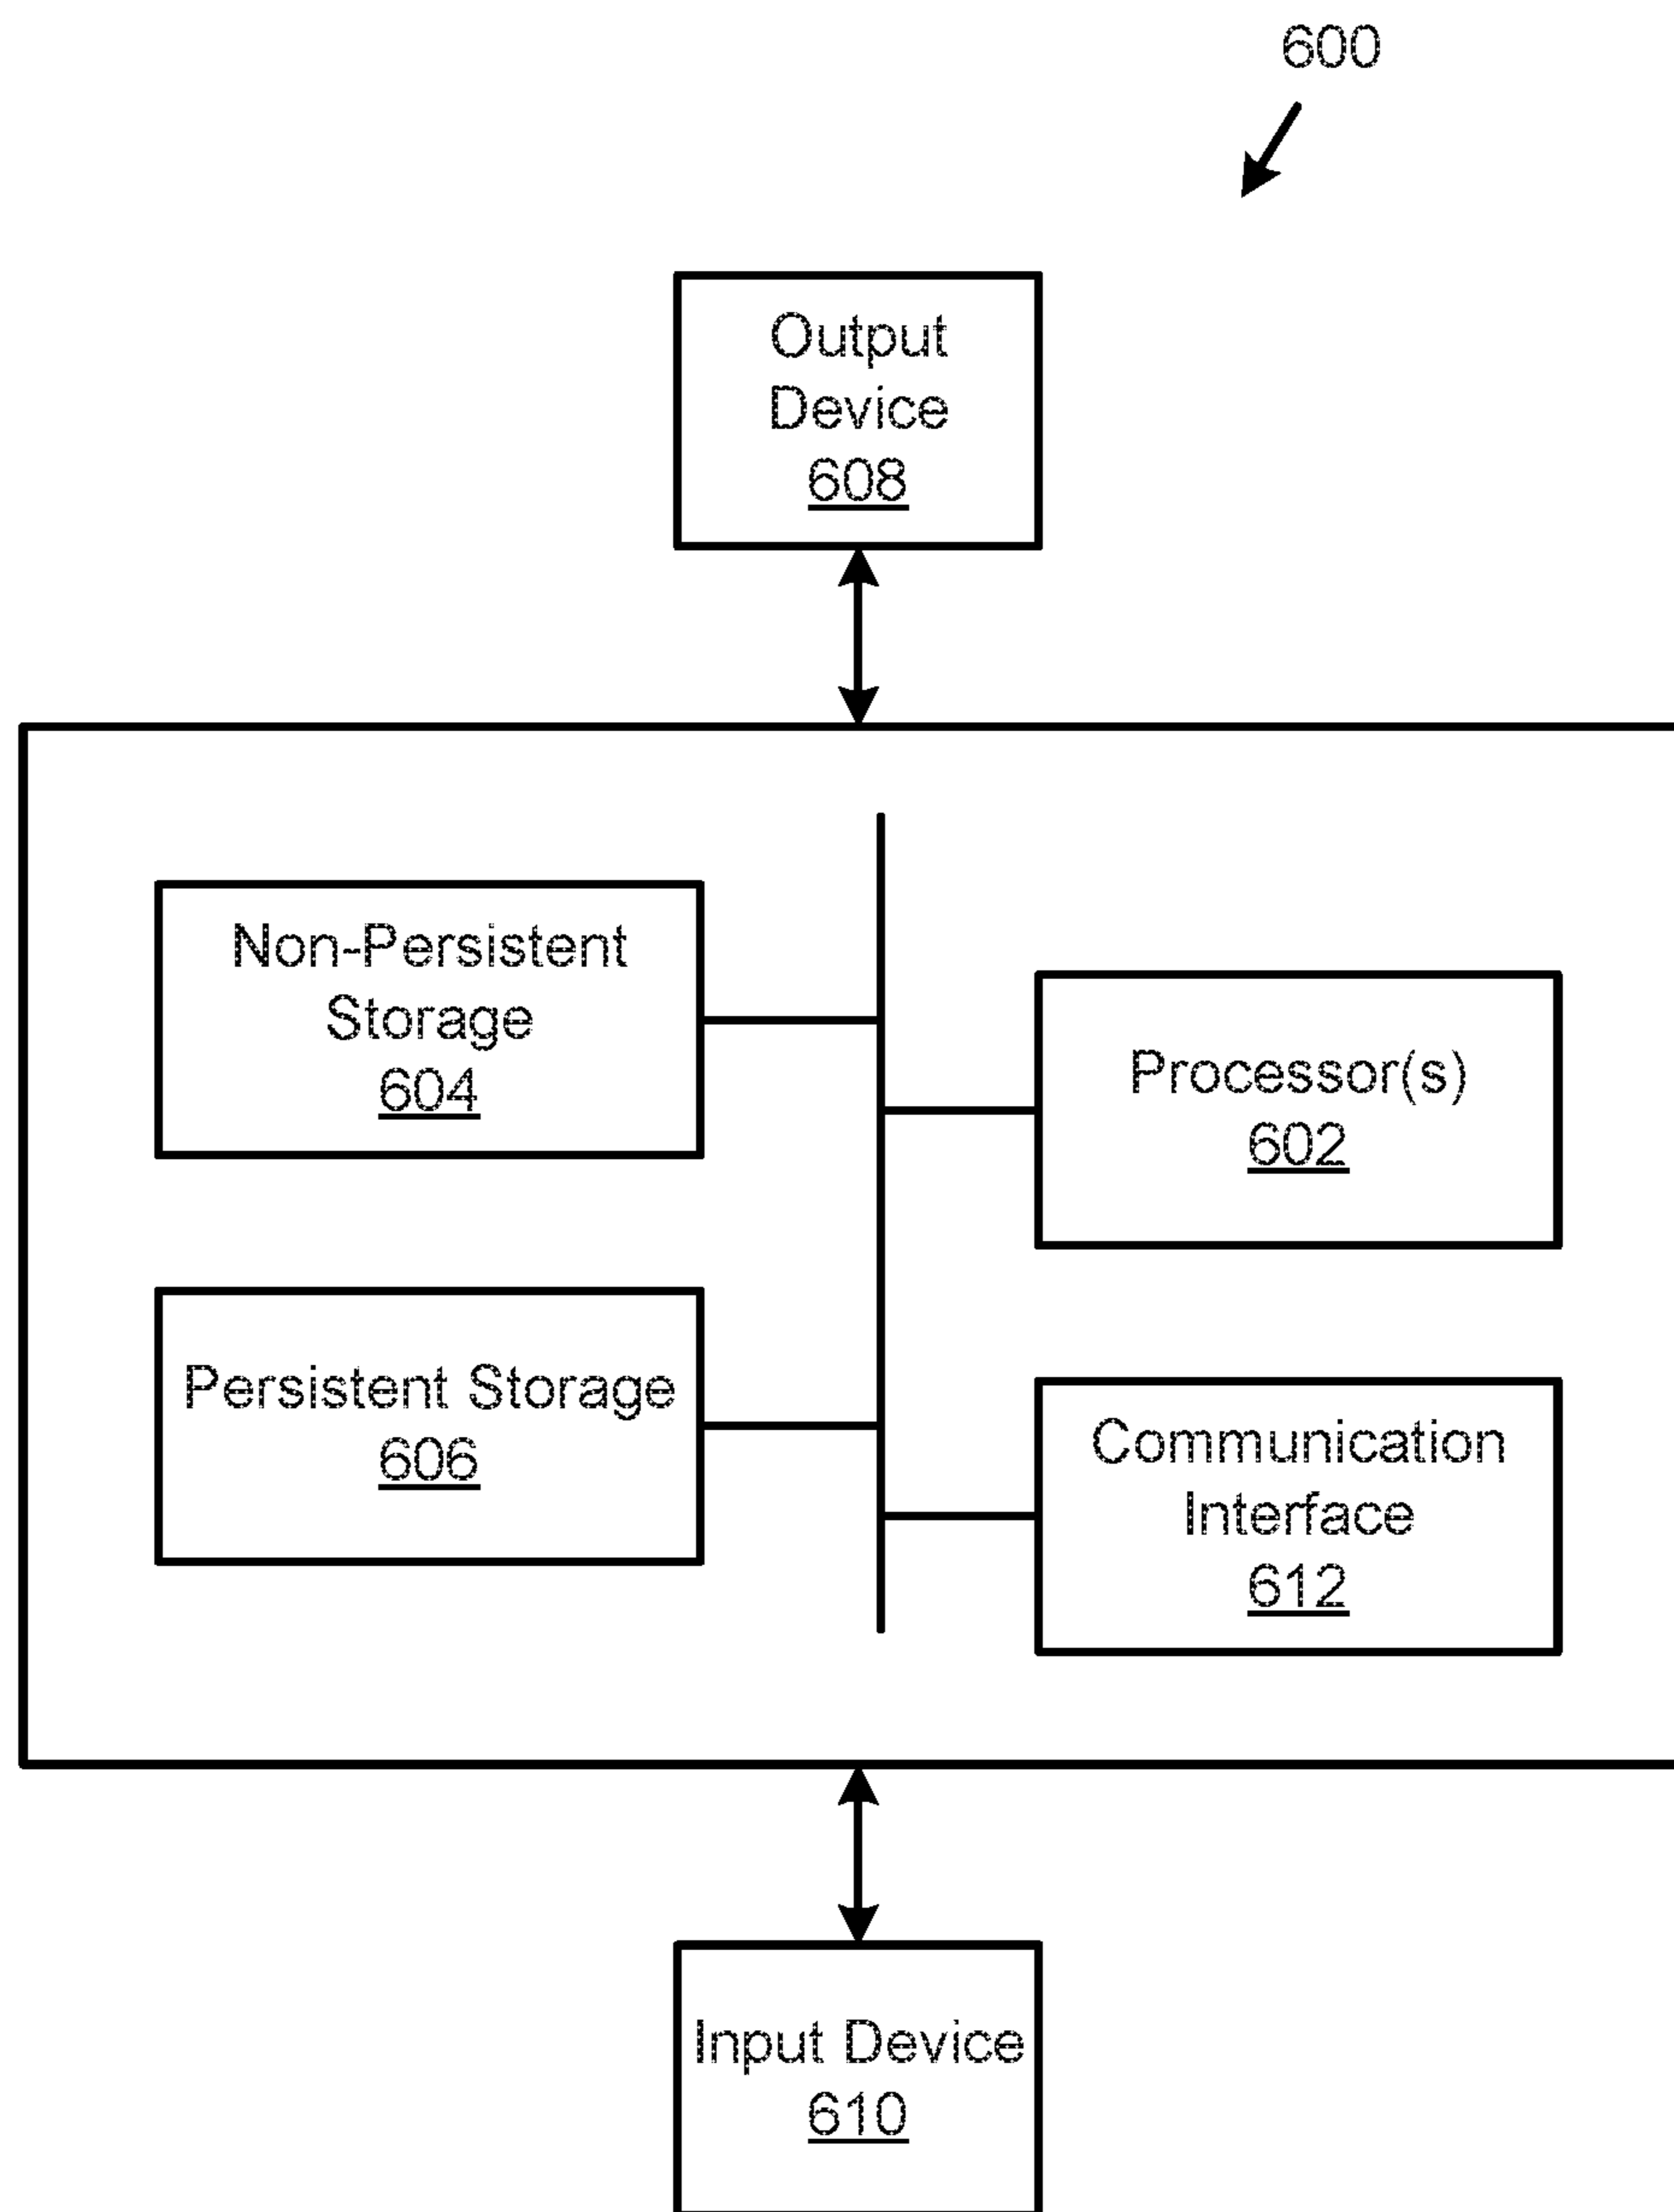 600
Output
Device
608
Non-Persistent
Storage
604
Processor(s)
602
Persistent Storage
606
Communication
Interface
612
Input Device
610